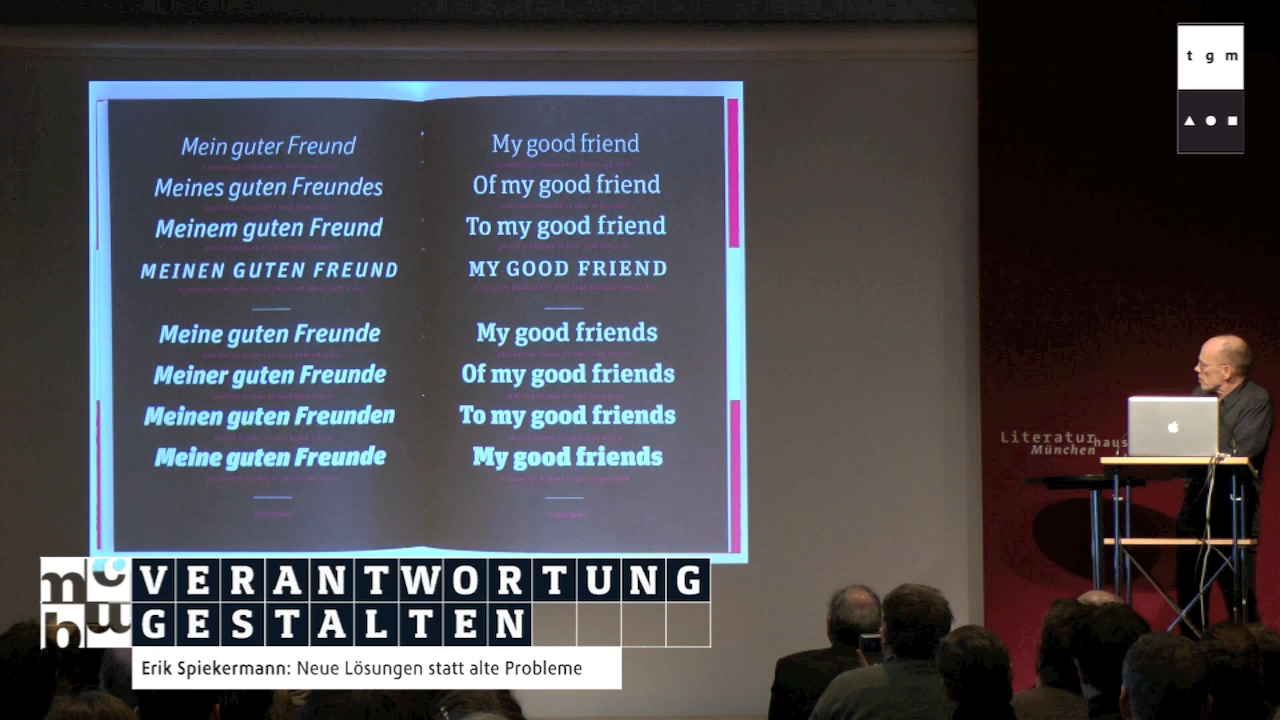 t g m
Mein guter Freund
Meines guten Freundes
Meinem guten Freund
MEINEN GUTEN FREUND
Meine guten Freunde
Meiner guten Freunde
Meinen guten Freunden
Meine guten Freunde
My good friend
Of my good friend
To my good friend
MY GOOD FRIEND
My good friends
Of my good friends
To my good friends
My good friends
Literaturhaus
München
mcbw
VERANTWORTUNG
GESTALTEN
Erik Spiekermann: Neue Lösungen statt alte Probleme